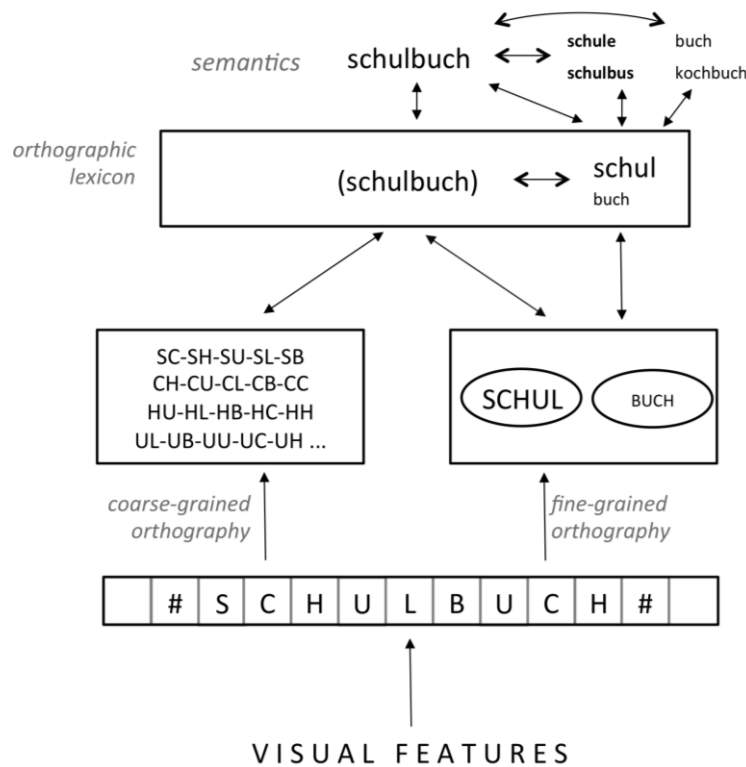 semantics schulbuch schule buch
schulbus kochbuch
orthographic
lexicon
(schulbuch) schul
buch
SC-SH-SU-SL-SB
CH-CU-CL-CB-CC
HU-HL-HB-HC-HH
UL-UB-UU-UC-UH ...
SCHUL BUCH
coarse-grained
orthography
fine-grained
orthography
# S C H U L B U C H #
VISUAL FEATURES